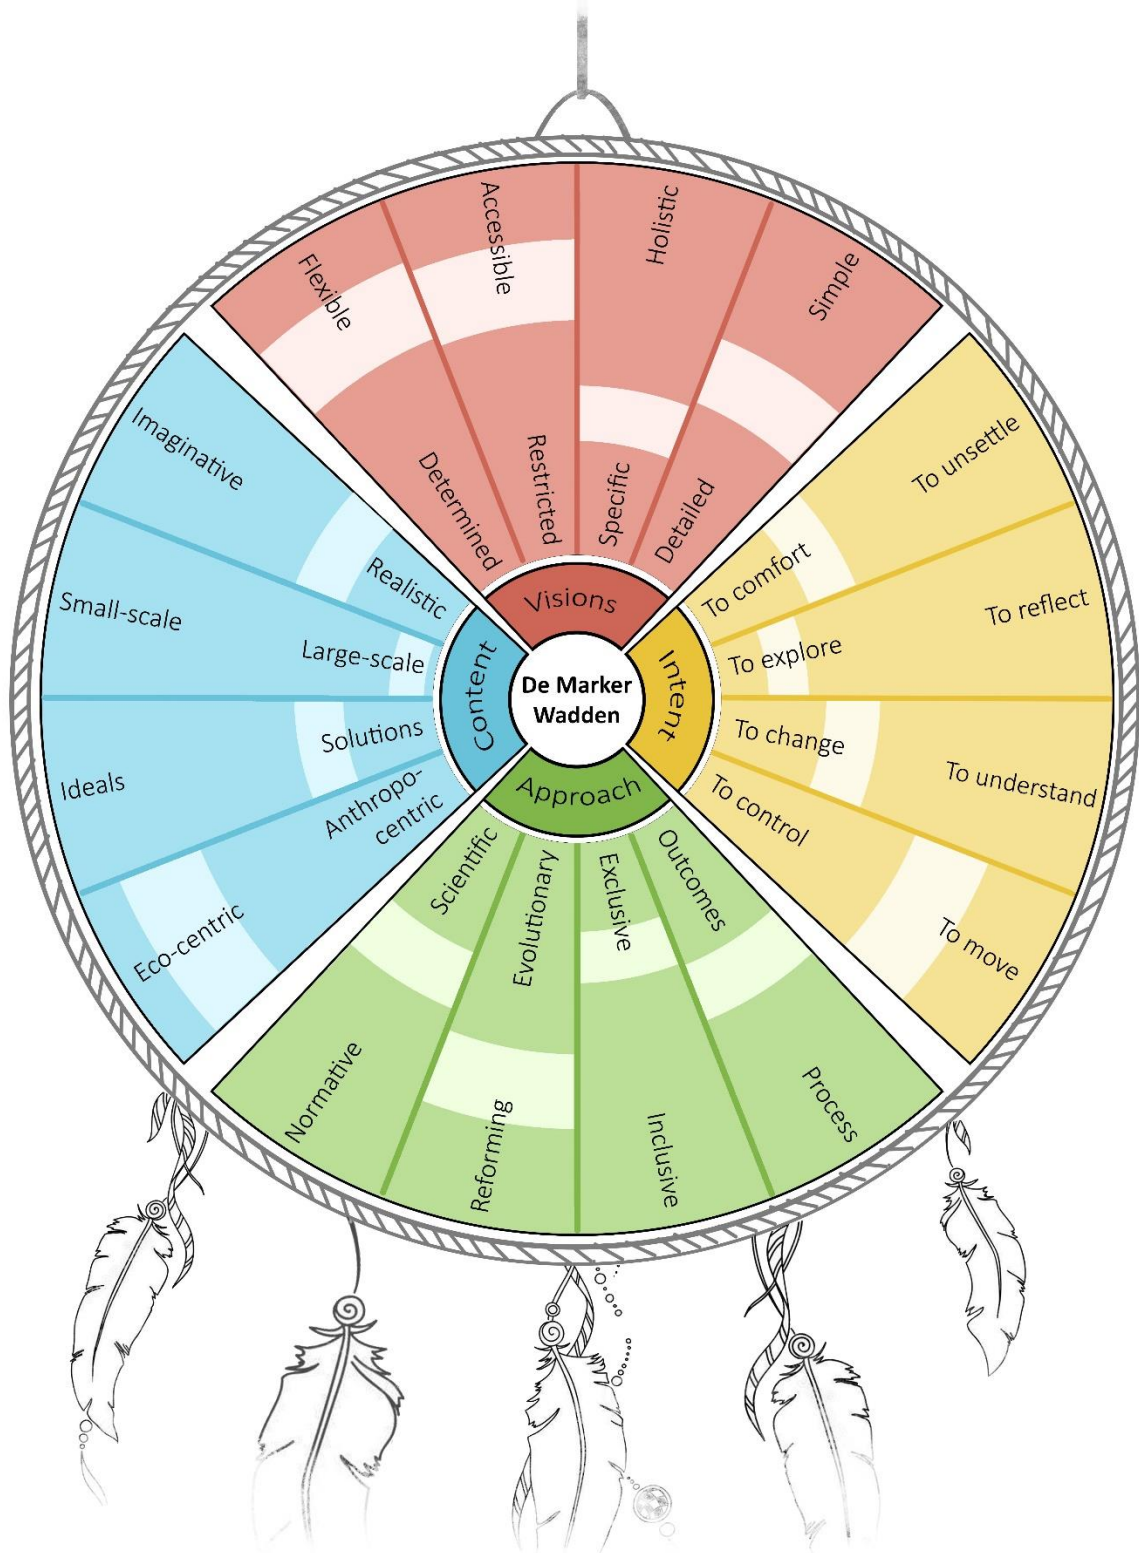 Flexible
Accessible
Holistic
Simple
Determined
Restricted
Specific
Detailed
Visions
Imaginative
Realistic
Small-scale
Large-scale
Ideals
Solutions
Eco-centric
Anthropo-
centric
Content
De Marker
Wadden
Intent
To comfort
To unsettle
To explore
To reflect
To change
To understand
To control
To move
Approach
Scientific
Evolutionary
Exclusive
Outcomes
Normative
Reforming
Inclusive
Process